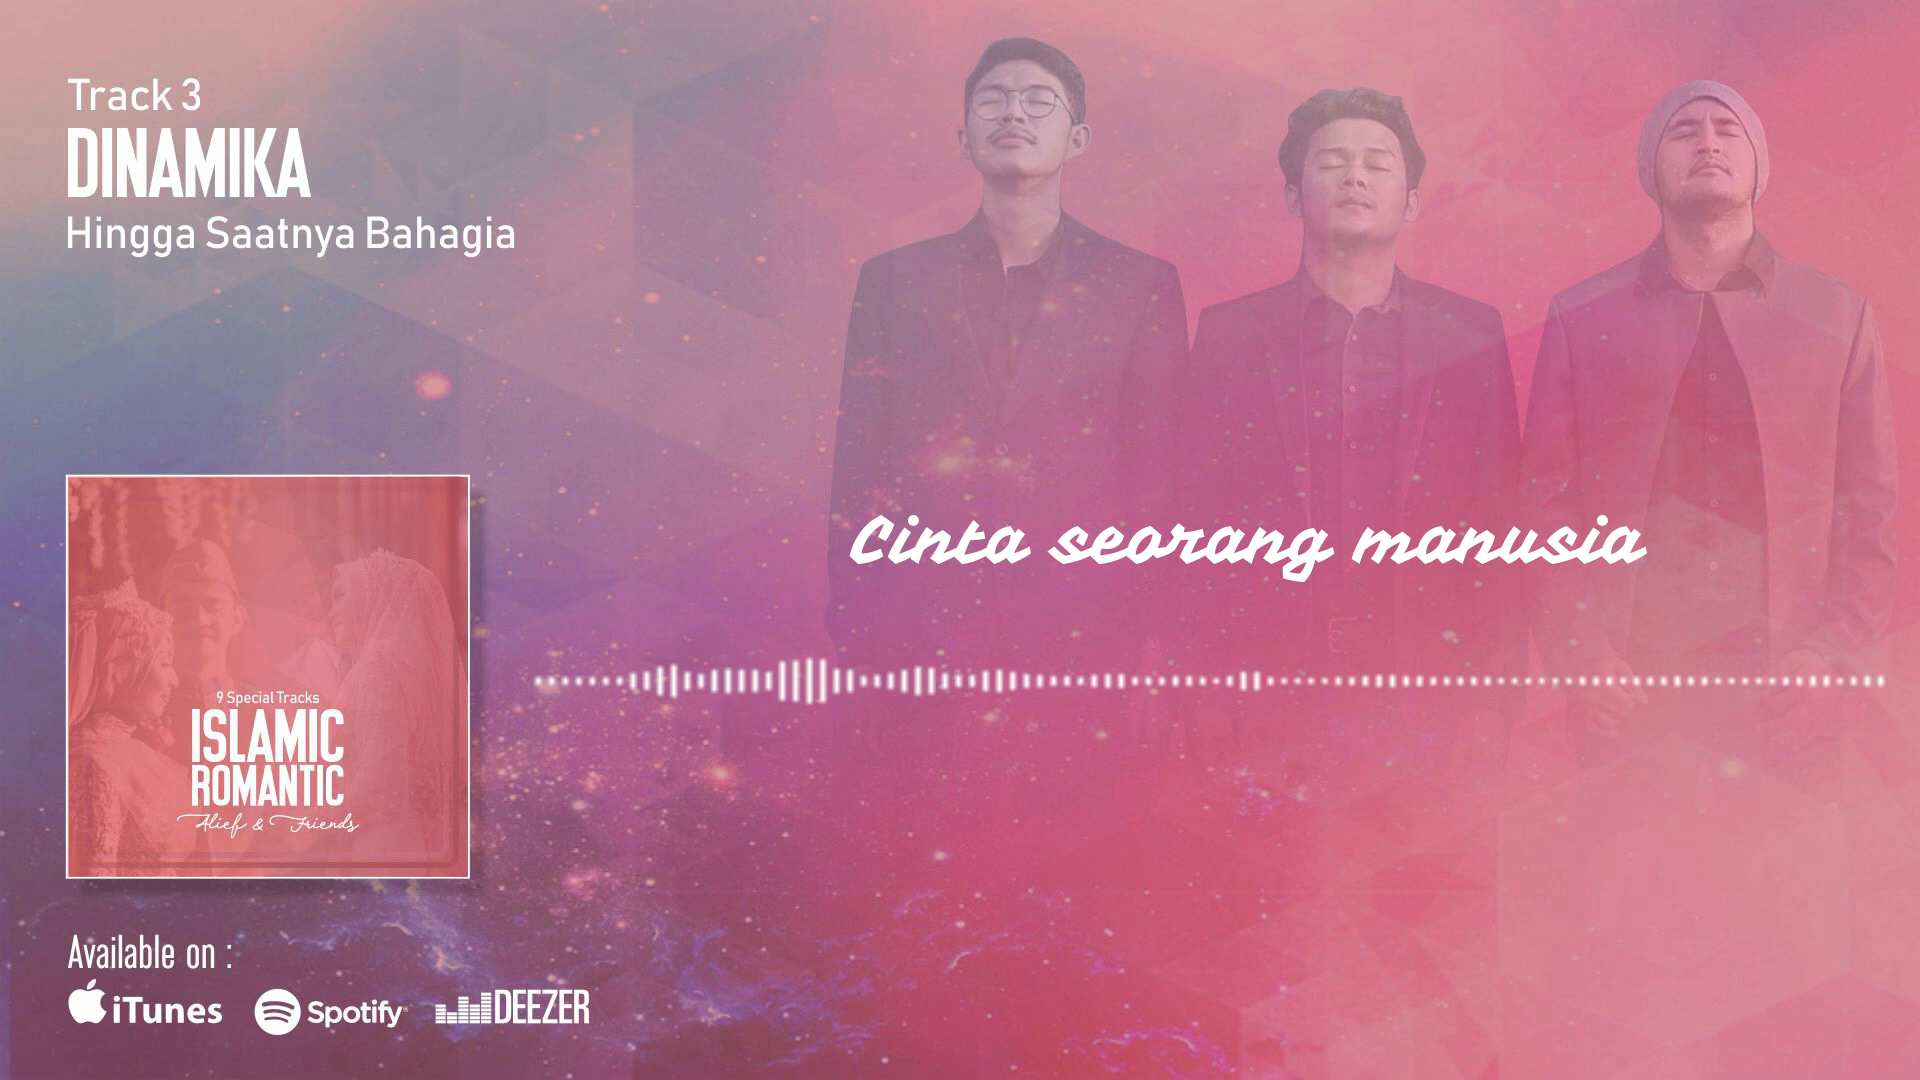 Track 3
DINAMIKA
Hingga Saatnya Bahagia
Cinta seorang manusia
9 Special Tracks
ISLAMIC
ROMANTIC
Alief & Friends
Available on :
iTunes
Spotify
DEEZER